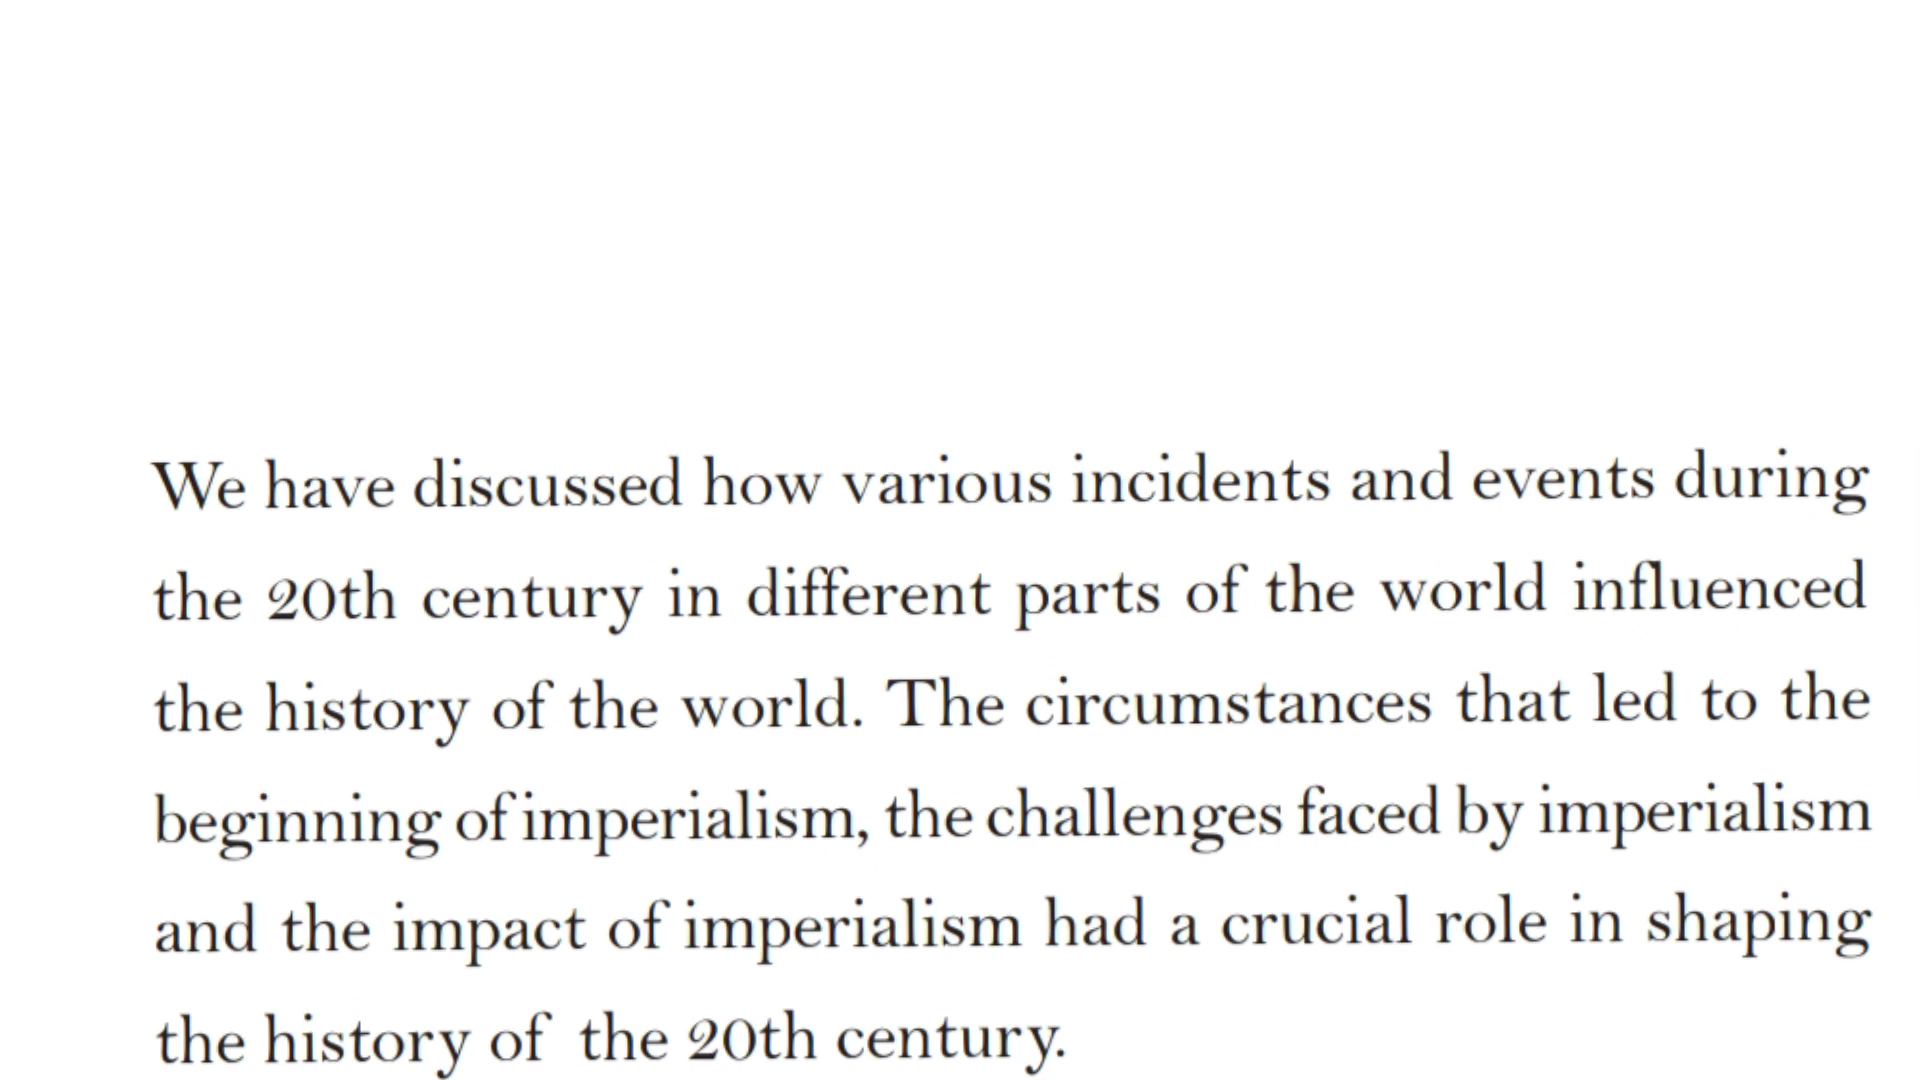 We have discussed how various incidents and events during
the 20th century in different parts of the world influenced
the history of the world. The circumstances that led to the
beginning of imperialism, the challenges faced by imperialism
and the impact of imperialism had a crucial role in shaping
the history of the 20th century.